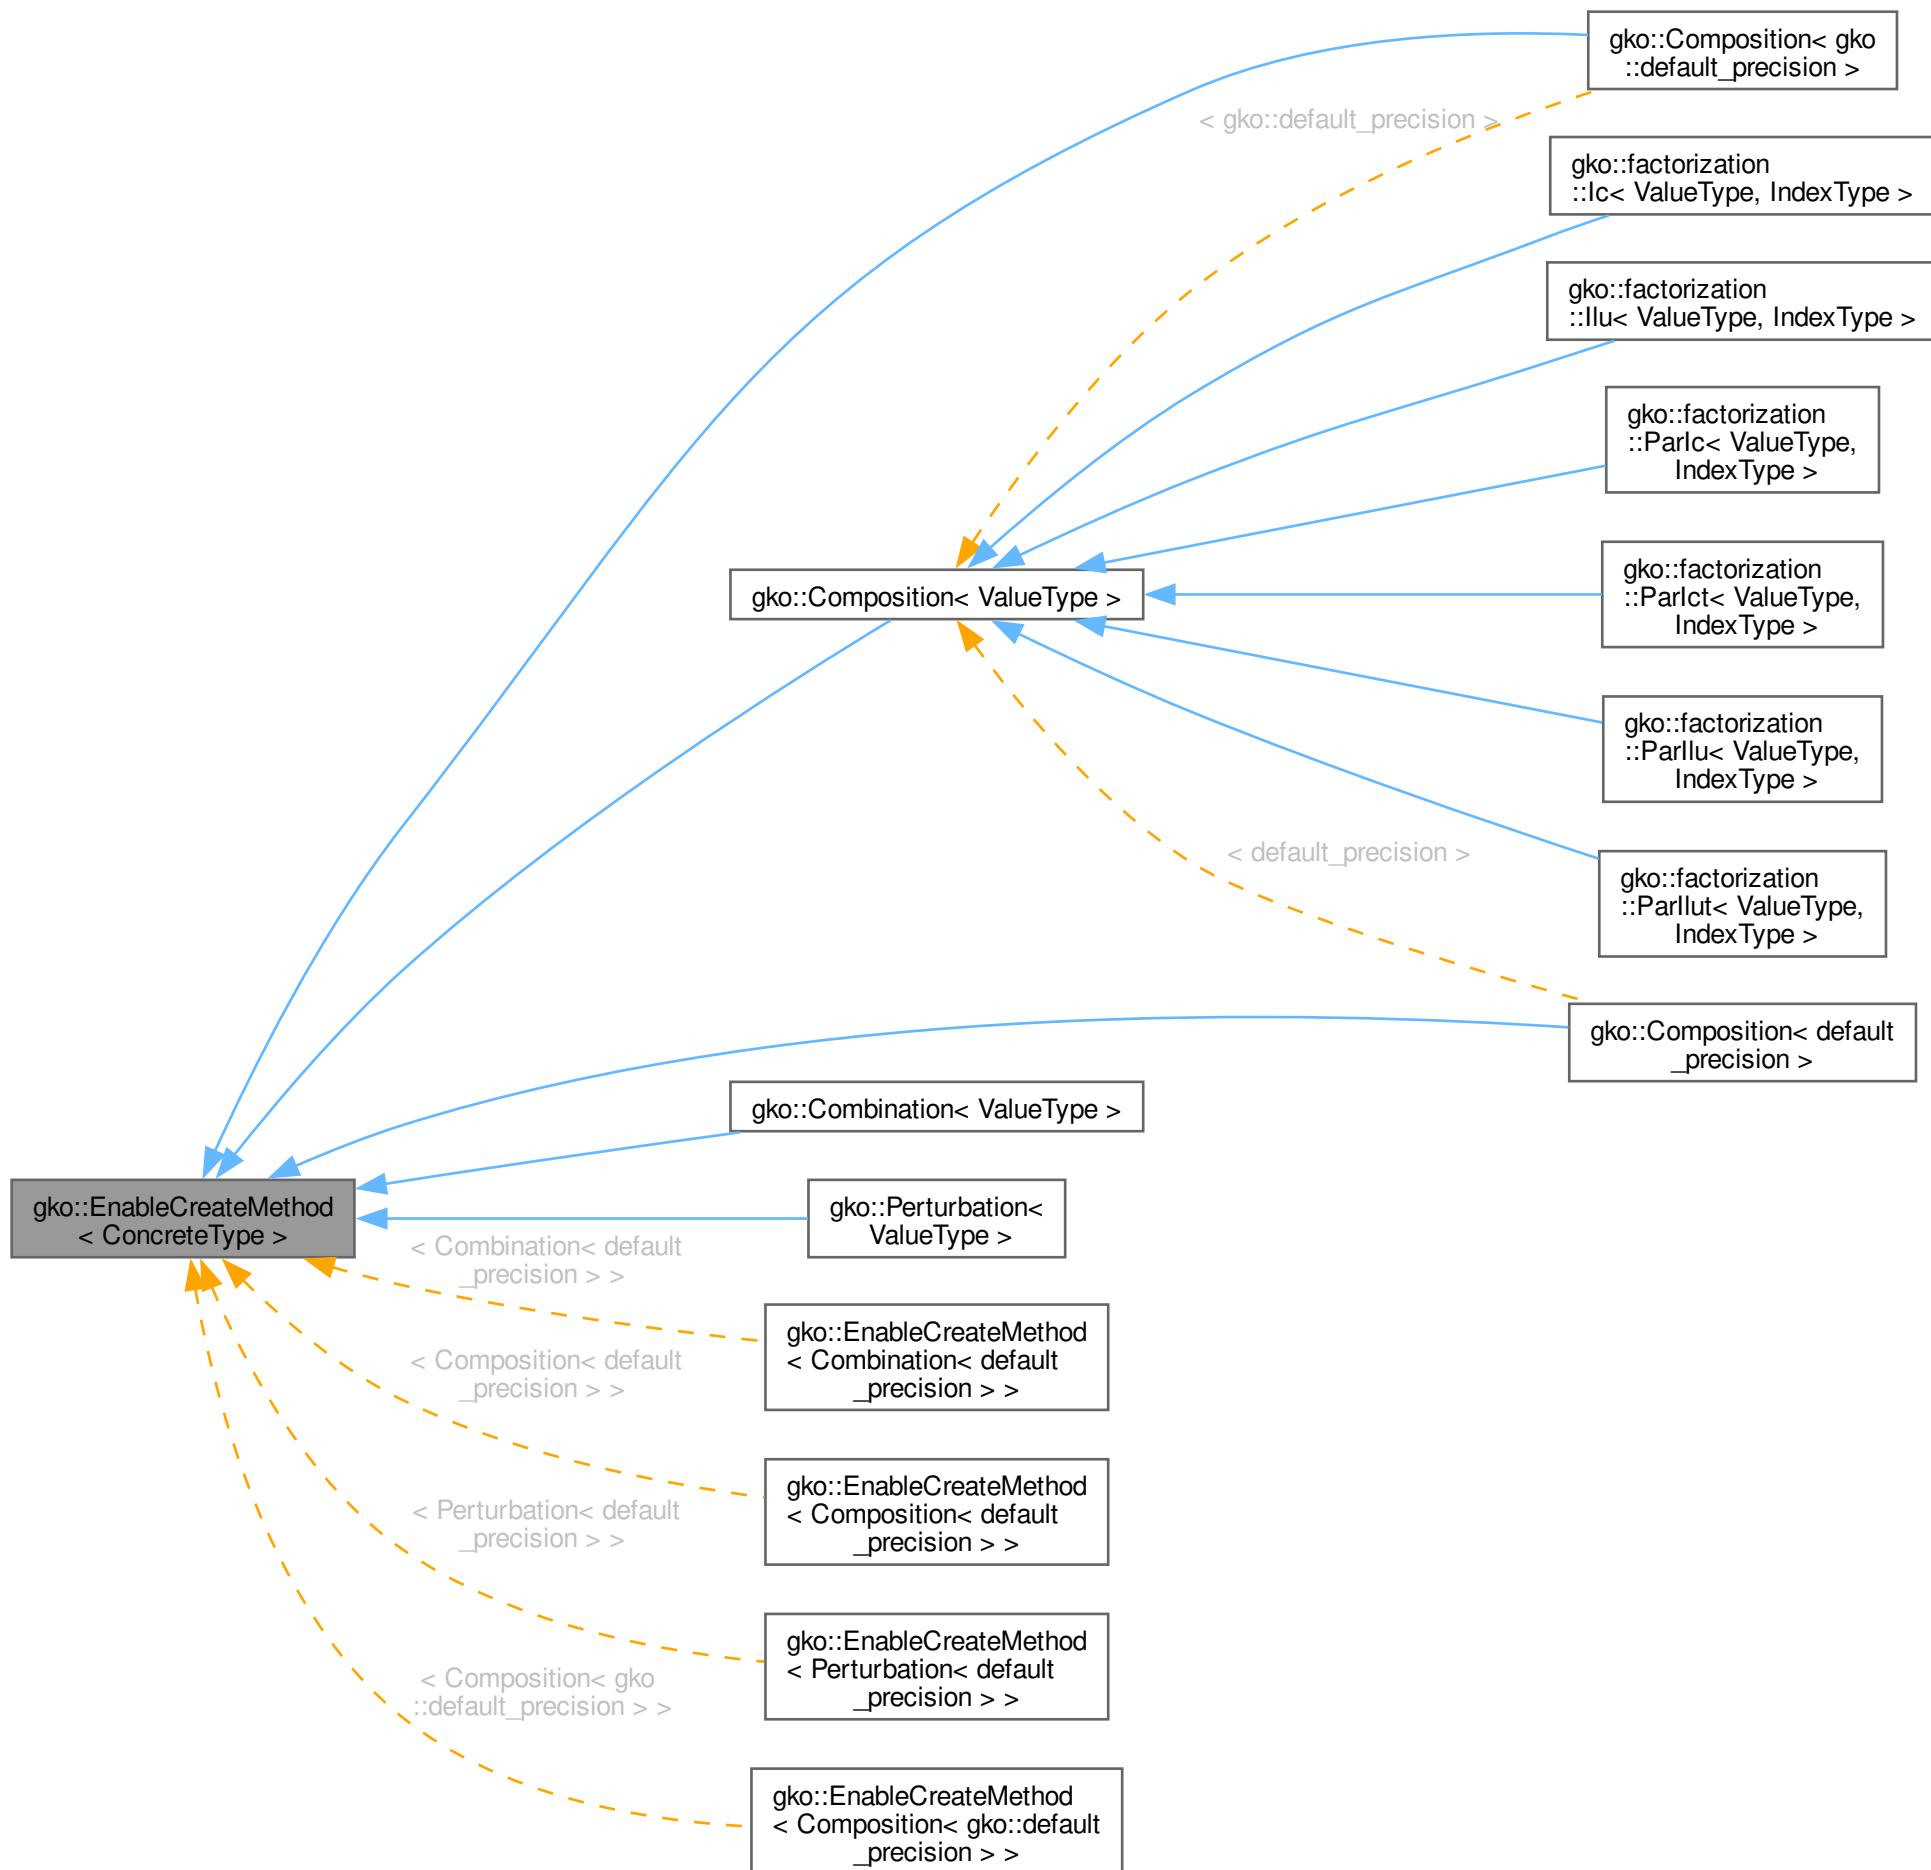 gko::Composition< gko
::default_precision >
< gko::default_precision >
gko::factorization
::Ic< ValueType, IndexType >
gko::factorization
::Ilu< ValueType, IndexType >
gko::factorization
::ParIc< ValueType,
IndexType >
gko::Composition< ValueType >
gko::factorization
::ParIct< ValueType,
IndexType >
gko::factorization
::ParIlu< ValueType,
IndexType >
< default_precision >
gko::factorization
::ParIlut< ValueType,
IndexType >
gko::Composition< default
_precision >
gko::Combination< ValueType >
gko::EnableCreateMethod
< ConcreteType >
gko::Perturbation<
ValueType >
< Combination< default
_precision > >
gko::EnableCreateMethod
< Combination< default
_precision > >
< Composition< default
_precision > >
gko::EnableCreateMethod
< Composition< default
_precision > >
< Perturbation< default
_precision > >
gko::EnableCreateMethod
< Perturbation< default
_precision > >
< Composition< gko
::default_precision > >
gko::EnableCreateMethod
< Composition< gko::default
_precision > >